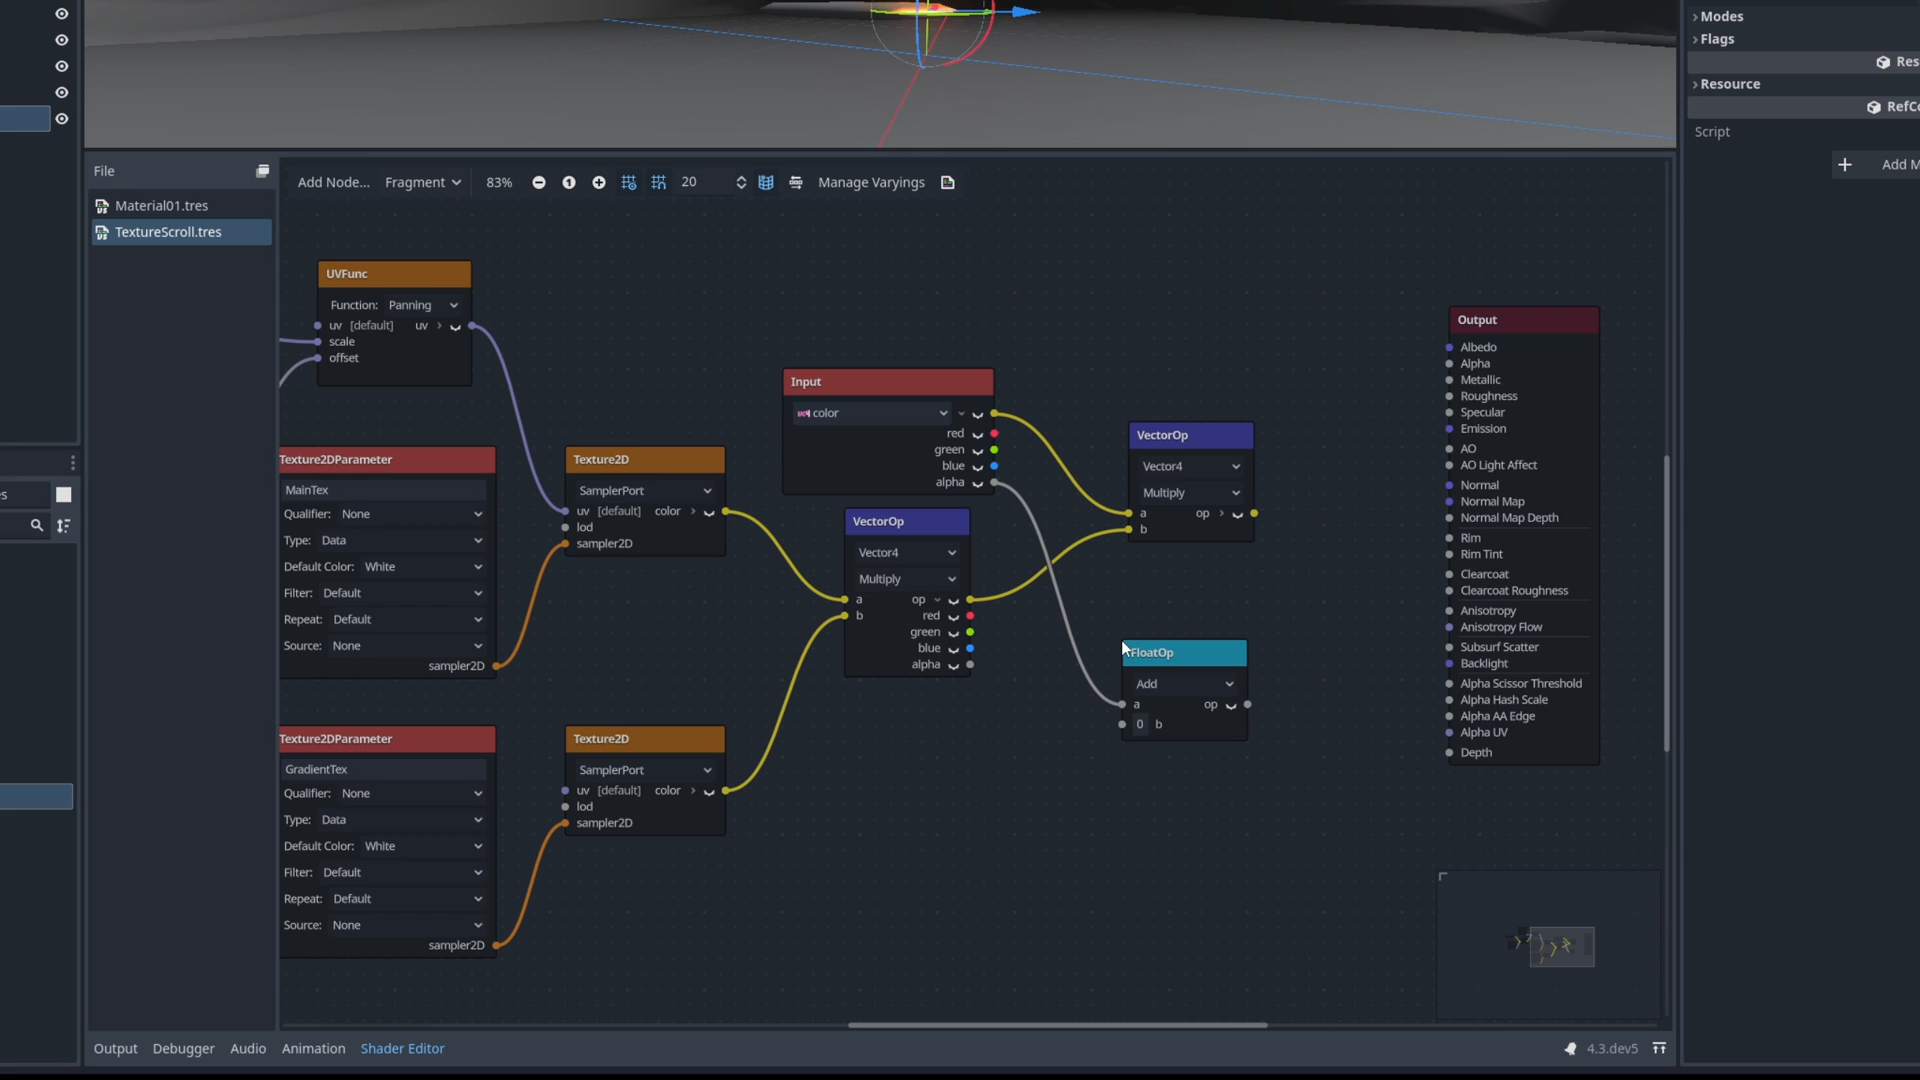 Modes
Flags
Res
Resource
RefCo
Script
Add M
File
Material01.tres
TextureScroll.tres
Add Node... Fragment 83% 1 20 Manage Varyings
UVFunc
Function: Panning
uv [default] uv
scale
offset
Texture2DParameter
MainTex
Qualifier: None
Type: Data
Default Color: White
Filter: Default
Repeat: Default
Source: None
sampler2D
Texture2D
SamplerPort
uv [default] color
lod
sampler2D
Input
color
red
green
blue
alpha
VectorOp
Vector4
Multiply
a op
b red
green
blue
alpha
VectorOp
Vector4
Multiply
a op
b
FloatOp
Add
a op
0 b
Texture2DParameter
GradientTex
Qualifier: None
Type: Data
Default Color: White
Filter: Default
Repeat: Default
Source: None
sampler2D
Texture2D
SamplerPort
uv [default] color
lod
sampler2D
Output
Albedo
Alpha
Metallic
Roughness
Specular
Emission
AO
AO Light Affect
Normal
Normal Map
Normal Map Depth
Rim
Rim Tint
Clearcoat
Clearcoat Roughness
Anisotropy
Anisotropy Flow
Subsurf Scatter
Backlight
Alpha Scissor Threshold
Alpha Hash Scale
Alpha AA Edge
Alpha UV
Depth
Output Debugger Audio Animation Shader Editor 4.3.dev5